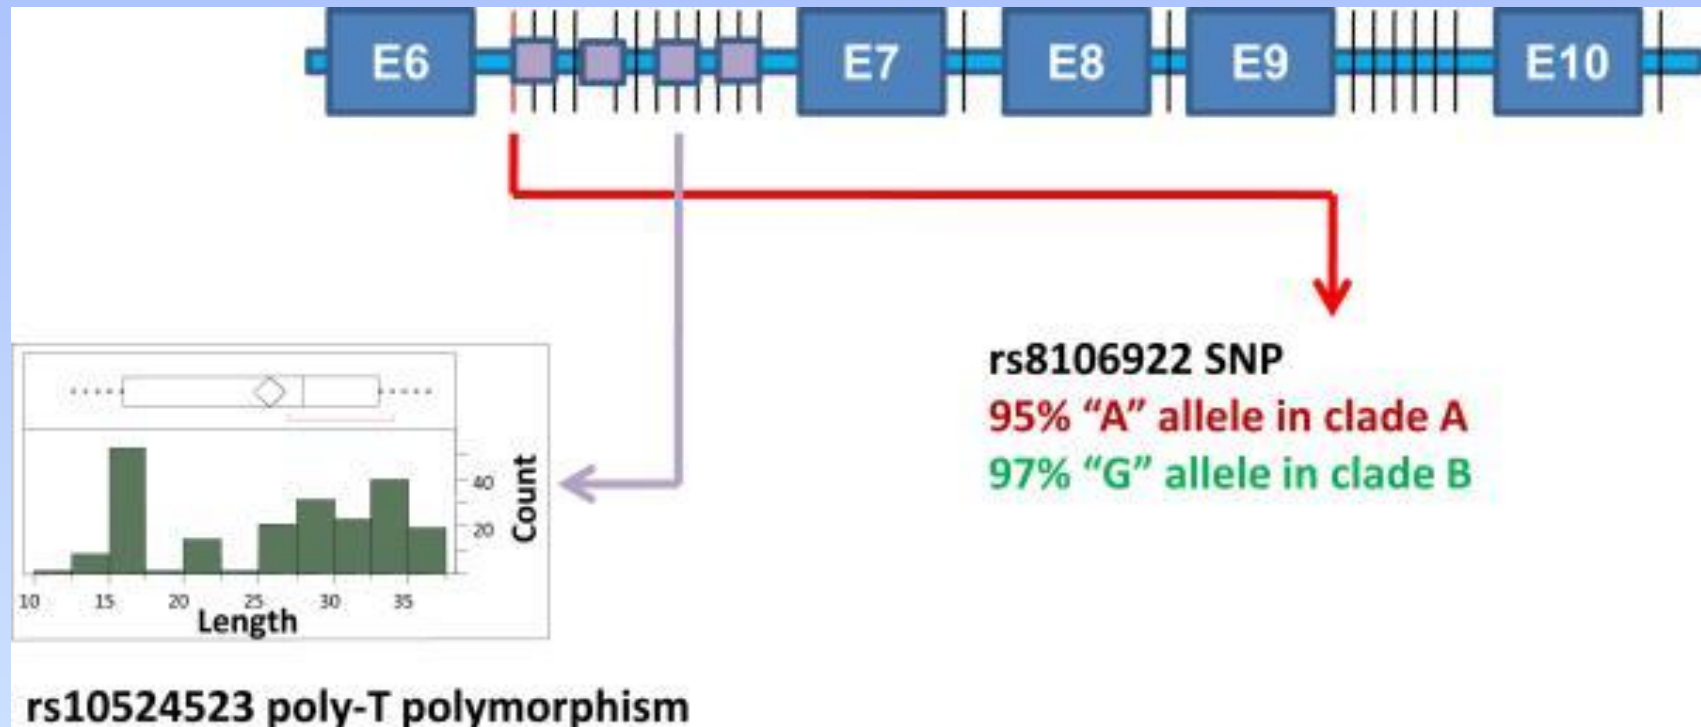 E6 E7 E8 E9 E10
rs8106922 SNP
95% “A” allele in clade A
97% “G” allele in clade B
40
20
Count
10 15 20 25 30 35
Length
rs10524523 poly-T polymorphism